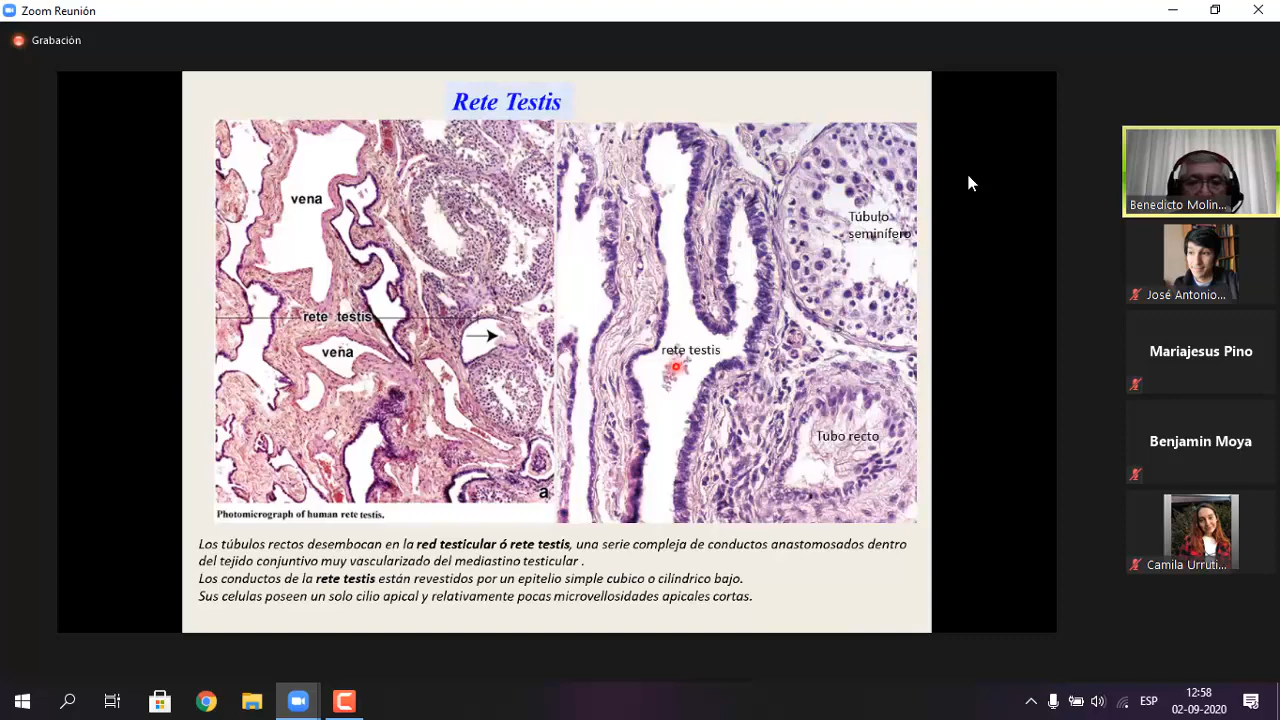 Zoom Reunión
Grabación
Rete Testis
vena
rete testis
vena
a
Photomicrograph of human rete testis.
Túbulo
seminífero
rete testis
Tubo recto
Los túbulos rectos desembocan en la red testicular ó rete testis, una serie compleja de conductos anastomosados dentro
del tejido conjuntivo muy vascularizado del mediastino testicular .
Los conductos de la rete testis están revestidos por un epitelio simple cubico o cilíndrico bajo.
Sus celulas poseen un solo cilio apical y relativamente pocas microvellosidades apicales cortas.
Benedicto Molin...
José Antonio...
Mariajesus Pino
Benjamin Moya
Camila Urruti...
ESP
12:58
02-09-2020